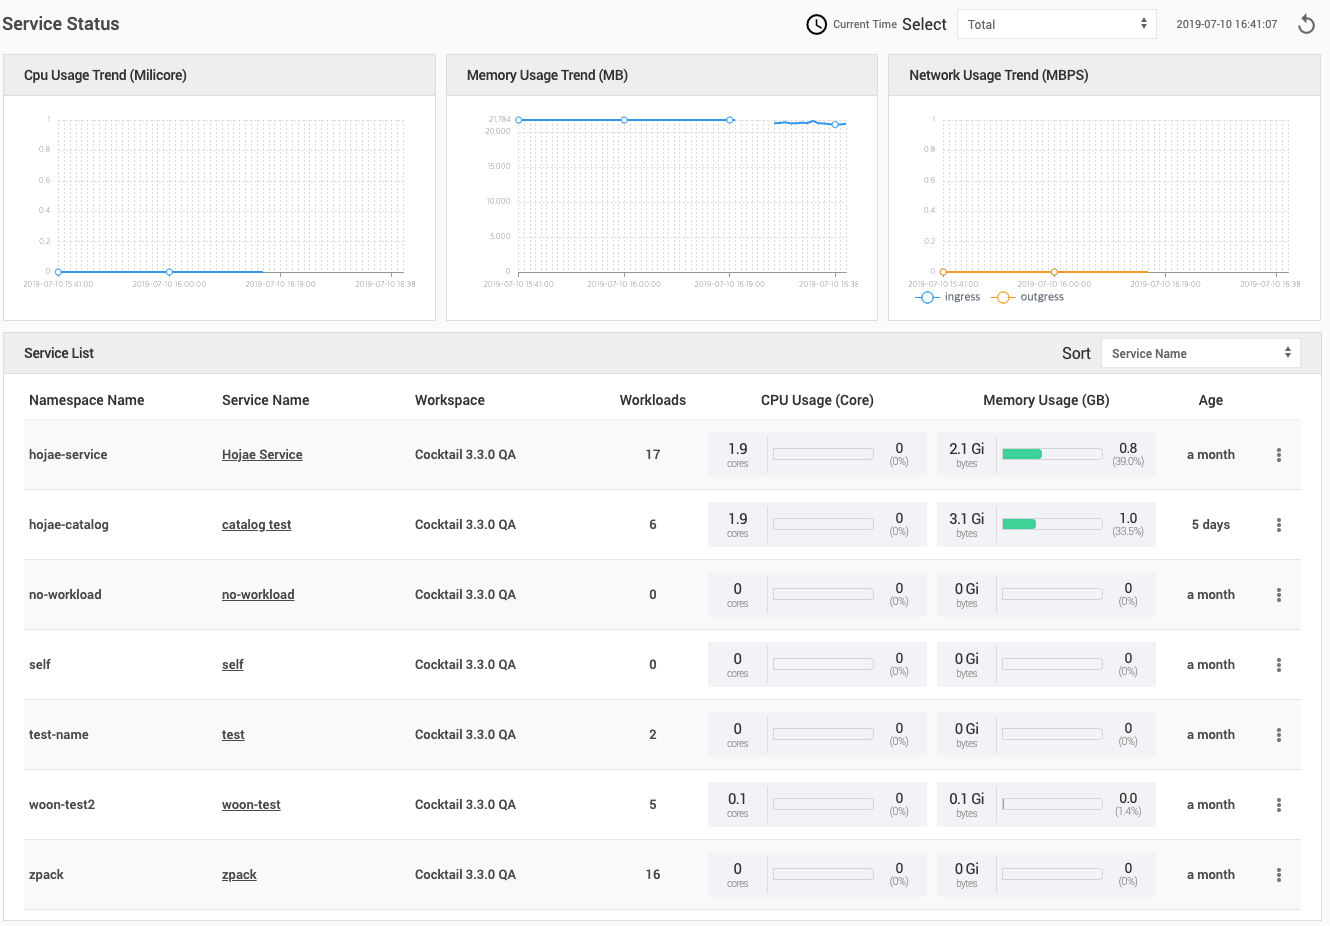 Service Status
Current Time Select Total 2019-07-10 16:41:07
Cpu Usage Trend (Milicore)
1
0.8
0.6
0.4
0.2
0
2019-07-10 15:41:00 2019-07-10 16:00:00 2019-07-10 16:19:00 2019-07-10 16:38
Memory Usage Trend (MB)
21,784
20,000
15,000
10,000
5,000
0
2019-07-10 15:41:00 2019-07-10 16:00:00 2019-07-10 16:19:00 2019-07-10 16:38
Network Usage Trend (MBPS)
1
0.8
0.6
0.4
0.2
0
2019-07-10 15:41:00 2019-07-10 16:00:00 2019-07-10 16:19:00 2019-07-10 16:38
ingress outgress
Service List Sort Service Name
Namespace Name Service Name Workspace Workloads CPU Usage (Core) Memory Usage (GB) Age
hojae-service Hojae Service Cocktail 3.3.0 QA 17 1.9 cores 0 (0%) 2.1 Gi bytes 0.8 (39.0%) a month
hojae-catalog catalog test Cocktail 3.3.0 QA 6 1.9 cores 0 (0%) 3.1 Gi bytes 1.0 (33.5%) 5 days
no-workload no-workload Cocktail 3.3.0 QA 0 0 cores 0 (0%) 0 Gi bytes 0 (0%) a month
self self Cocktail 3.3.0 QA 0 0 cores 0 (0%) 0 Gi bytes 0 (0%) a month
test-name test Cocktail 3.3.0 QA 2 0 cores 0 (0%) 0 Gi bytes 0 (0%) a month
woon-test2 woon-test Cocktail 3.3.0 QA 5 0.1 cores 0 (0%) 0.1 Gi bytes 0.0 (1.4%) a month
zpack zpack Cocktail 3.3.0 QA 16 0 cores 0 (0%) 0 Gi bytes 0 (0%) a month